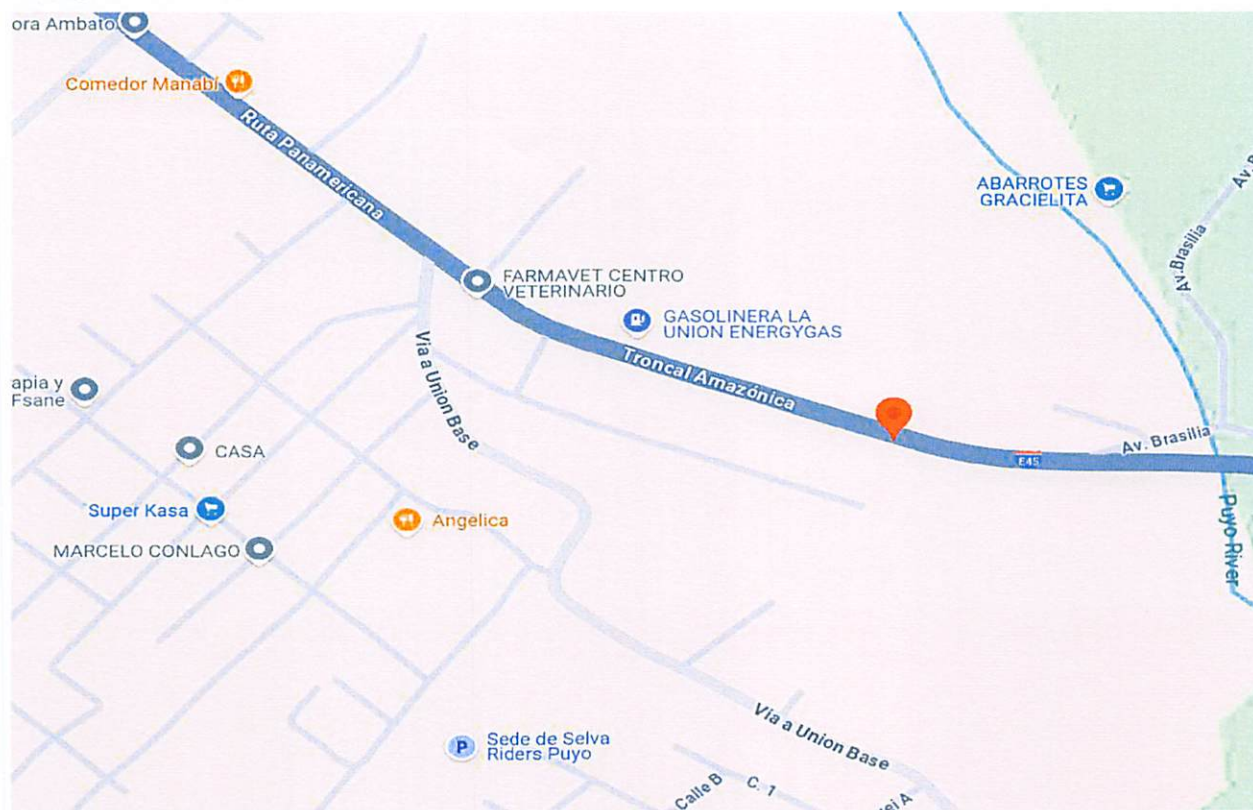 ora Ambato
Comedor Manabí
Ruta Panamericana
ABARROTES
GRACIELITA
Av. B
Av. Brasilia
FARMAVET CENTRO
VETERINARIO
GASOLINERA LA
UNION ENERGYGAS
Troncal Amazónica
Via a Union Base
apia y
Fsane
CASA
Av. Brasilia
E45
Super Kasa
Angelica
MARCELO CONLAGO
Puyo River
Sede de Selva
Riders Puyo
Via a Union Base
Calle B
C. 1
ei A